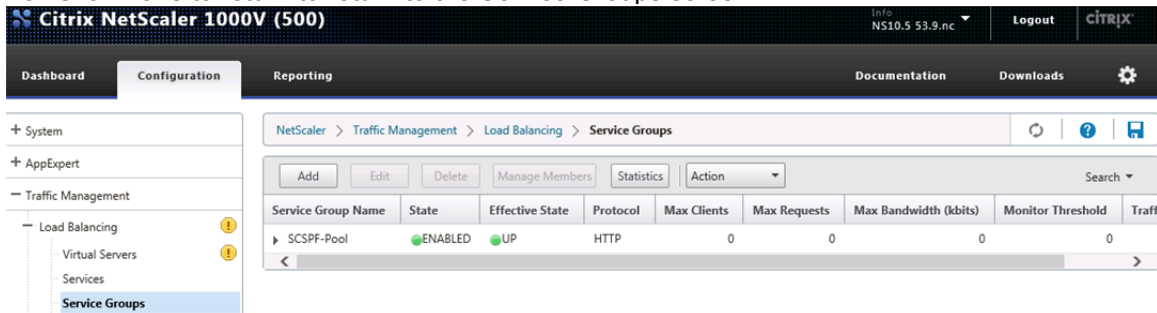 Citrix NetScaler 1000V (500)
Info
NS10.5 53.9.nc
Logout
CİTRIX
Dashboard
Configuration
Reporting
Documentation
Downloads
+ System
NetScaler > Traffic Management > Load Balancing > Service Groups
+ AppExpert
Add Edit Delete Manage Members Statistics Action Search
− Traffic Management
Service Group Name State Effective State Protocol Max Clients Max Requests Max Bandwidth (kbits) Monitor Threshold Traff
− Load Balancing
SCSPF-Pool ENABLED UP HTTP 0 0 0 0
Virtual Servers
Services
Service Groups